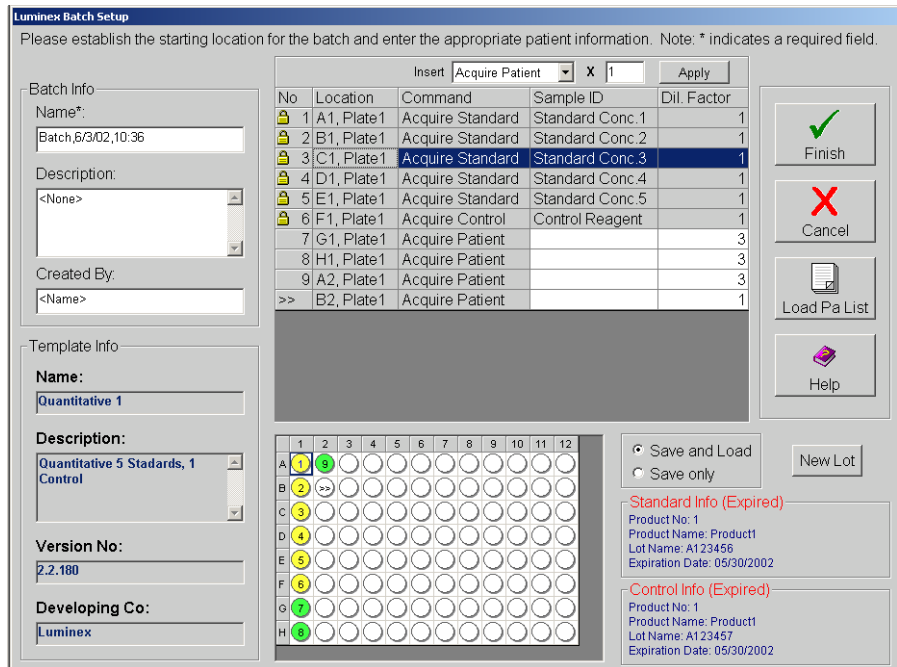 Luminex Batch Setup
Please establish the starting location for the batch and enter the appropriate patient information. Note: * indicates a required field.
Batch Info
Name*:
Batch,6/3/02,10:36
Description:
<None>
Created By:
<Name>
Template Info
Name:
Quantitative 1
Description:
Quantitative 5 Stadards, 1
Control
Version No:
2.2.180
Developing Co:
Luminex
Insert Acquire Patient X 1 Apply
No Location Command Sample ID Dil. Factor
1 A1, Plate1 Acquire Standard Standard Conc.1 1
2 B1, Plate1 Acquire Standard Standard Conc.2 1
3 C1, Plate1 Acquire Standard Standard Conc.3 1
4 D1, Plate1 Acquire Standard Standard Conc.4 1
5 E1, Plate1 Acquire Standard Standard Conc.5 1
6 F1, Plate1 Acquire Control Control Reagent 1
7 G1, Plate1 Acquire Patient 3
8 H1, Plate1 Acquire Patient 3
9 A2, Plate1 Acquire Patient 3
>> B2, Plate1 Acquire Patient 1
Finish
Cancel
Load Pa List
Help
1 2 3 4 5 6 7 8 9 10 11 12
A 1 9
B 2 >>
C 3
D 4
E 5
F 6
G 7
H 8
Save and Load
Save only
New Lot
Standard Info (Expired)
Product No: 1
Product Name: Product1
Lot Name: A123456
Expiration Date: 05/30/2002
Control Info (Expired)
Product No: 1
Product Name: Product1
Lot Name: A123457
Expiration Date: 05/30/2002